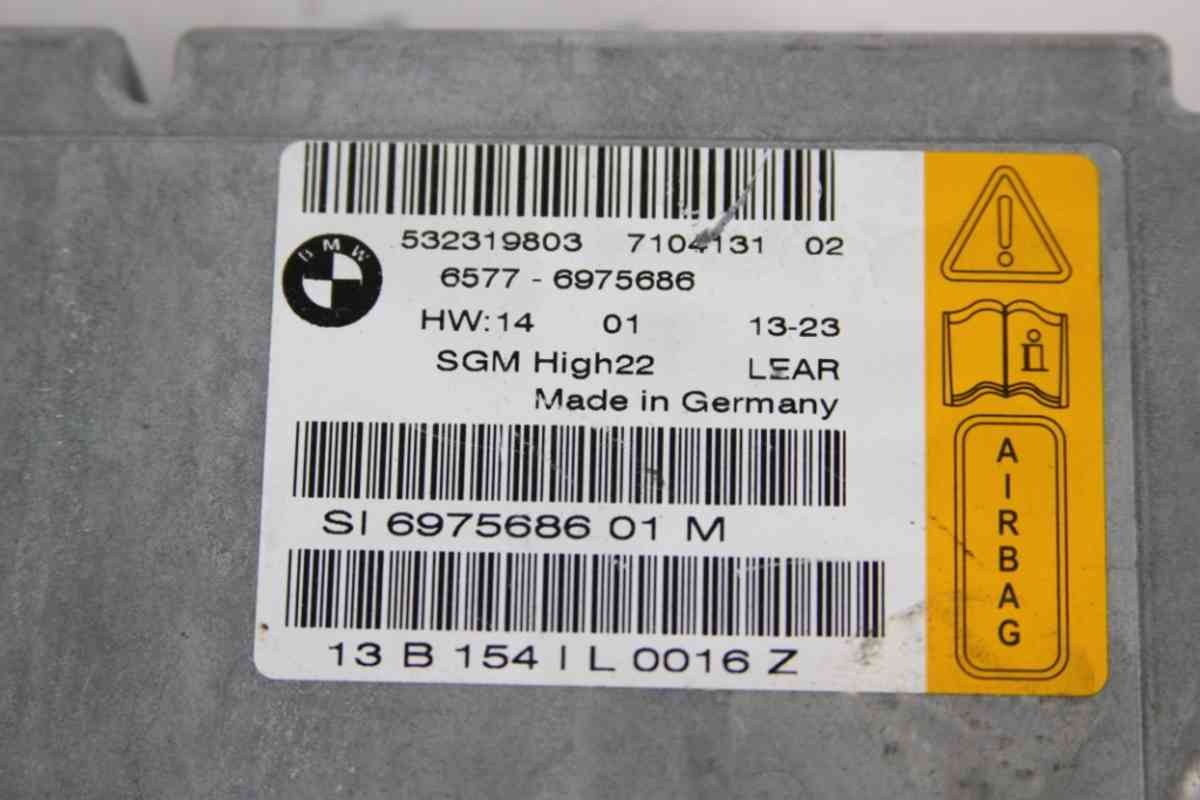 BMW
532319803 7104131 02
6577 - 6975686
HW:14 01 13-23
SGM High22 LEAR
Made in Germany
SI 6975686 01 M
13 B 154 I L 0016 Z
i
AIRBAG